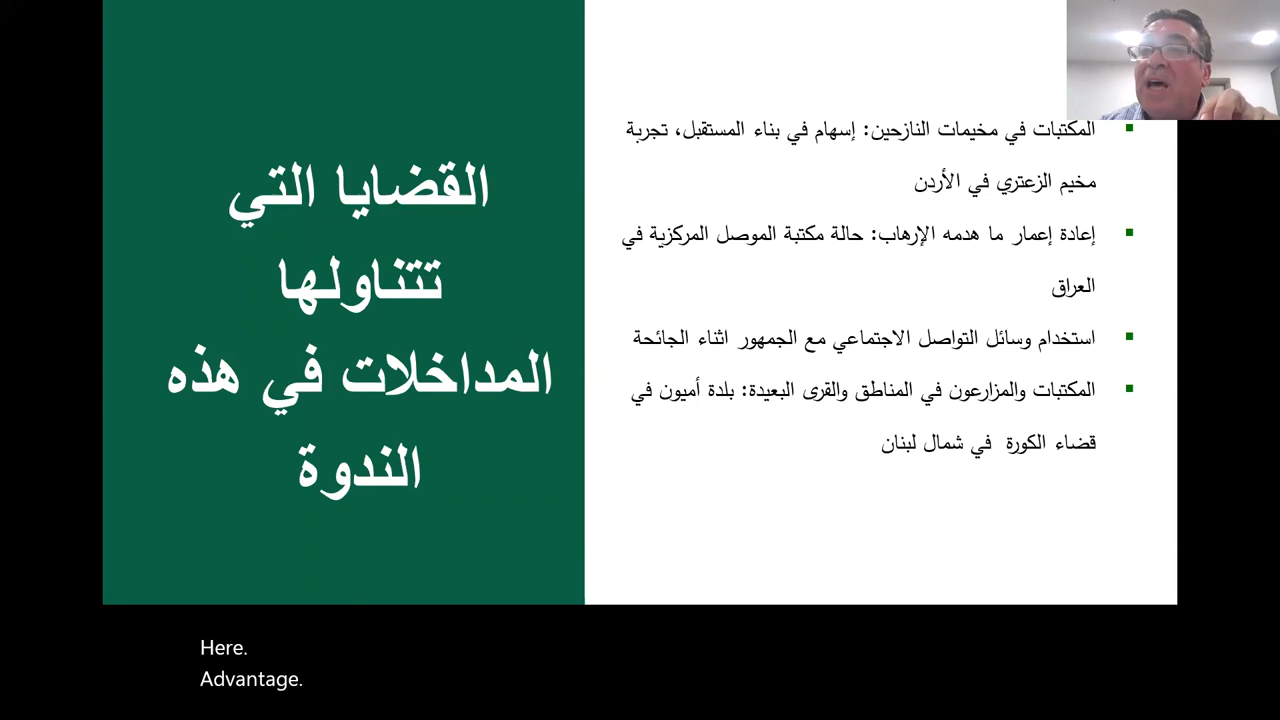 القضايا التي
تتناولها
المداخلات في هذه
الندوة
المكتبات في مخيمات النازحين: إسهام في بناء المستقبل، تجربة
مخيم الزعتري في الأردن
إعادة إعمار ما هدمه الإرهاب: حالة مكتبة الموصل المركزية في
العراق
استخدام وسائل التواصل الاجتماعي مع الجمهور اثناء الجائحة
المكتبات والمزارعون في المناطق والقرى البعيدة: بلدة أميون في
قضاء الكورة في شمال لبنان
Here.
Advantage.